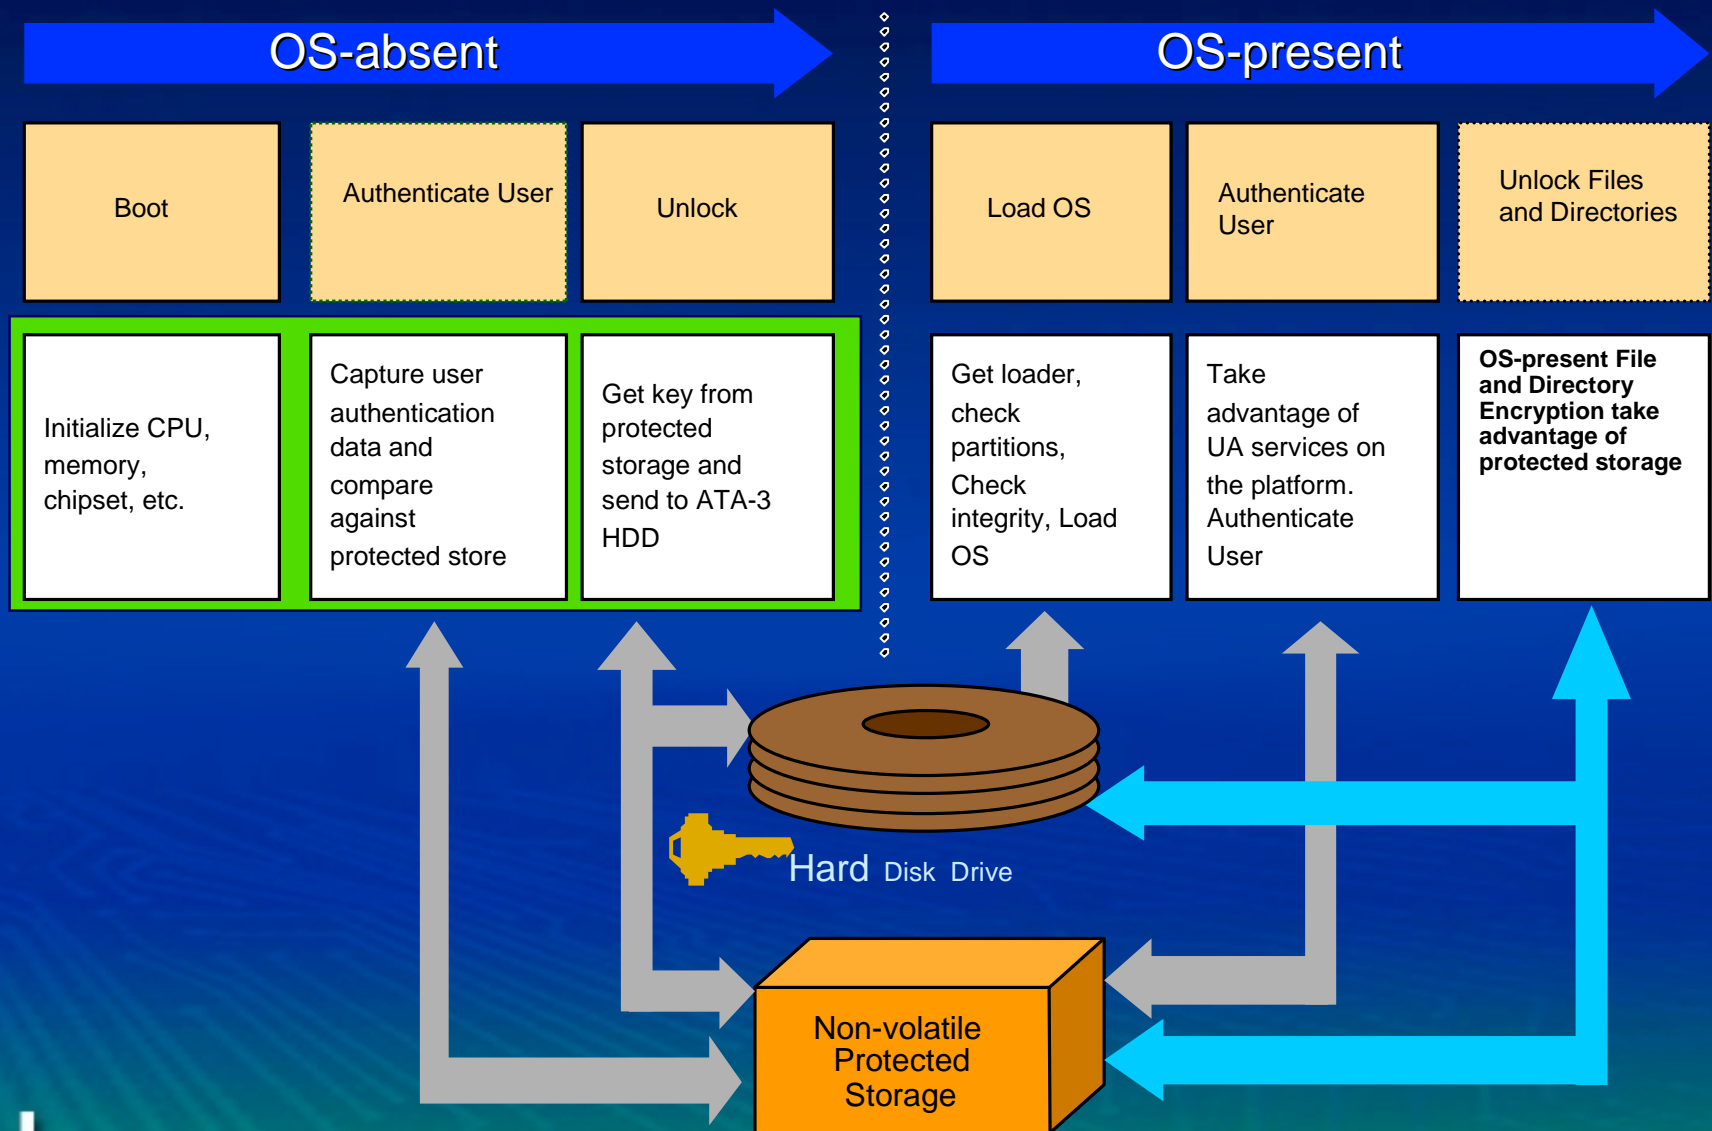 OS-absent
OS-present
Boot
Authenticate User
Unlock
Load OS
Authenticate
User
Unlock Files
and Directories
Initialize CPU,
memory,
chipset, etc.
Capture user
authentication
data and
compare
against
protected store
Get key from
protected
storage and
send to ATA-3
HDD
Get loader,
check
partitions,
Check
integrity, Load
OS
Take
advantage of
UA services on
the platform.
Authenticate
User
OS-present File
and Directory
Encryption take
advantage of
protected storage
Hard Disk Drive
Non-volatile
Protected
Storage